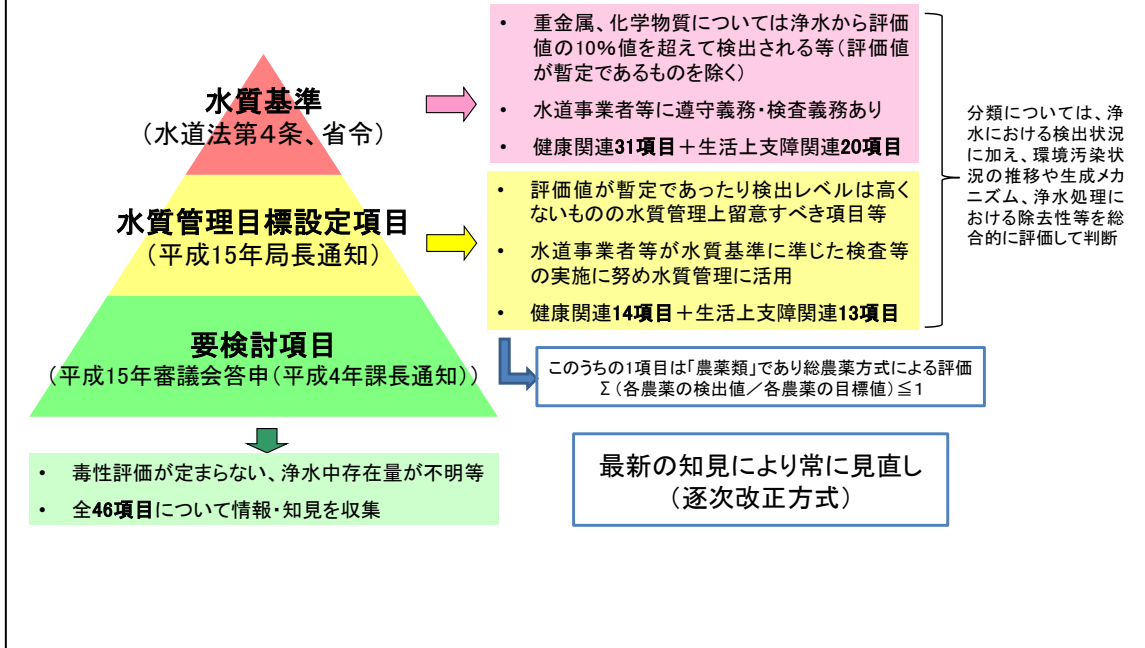 水質基準
（水道法第４条、省令）
• 重金属、化学物質については浄水から評価
値の10％値を超えて検出される等（評価値
が暫定であるものを除く）
• 水道事業者等に遵守義務・検査義務あり
• 健康関連31項目＋生活上支障関連20項目
水質管理目標設定項目
（平成15年局長通知）
• 評価値が暫定であったり検出レベルは高く
ないものの水質管理上留意すべき項目等
• 水道事業者等が水質基準に準じた検査等
の実施に努め水質管理に活用
• 健康関連14項目＋生活上支障関連13項目
分類については、浄
水における検出状況
に加え、環境汚染状
況の推移や生成メカ
ニズム、浄水処理に
おける除去性等を総
合的に評価して判断
要検討項目
（平成15年審議会答申（平成４年課長通知））
このうちの１項目は「農薬類」であり総農薬方式による評価
Σ（各農薬の検出値／各農薬の目標値）≦１
• 毒性評価が定まらない、浄水中存在量が不明等
• 全46項目について情報・知見を収集
最新の知見により常に見直し
（逐次改正方式）